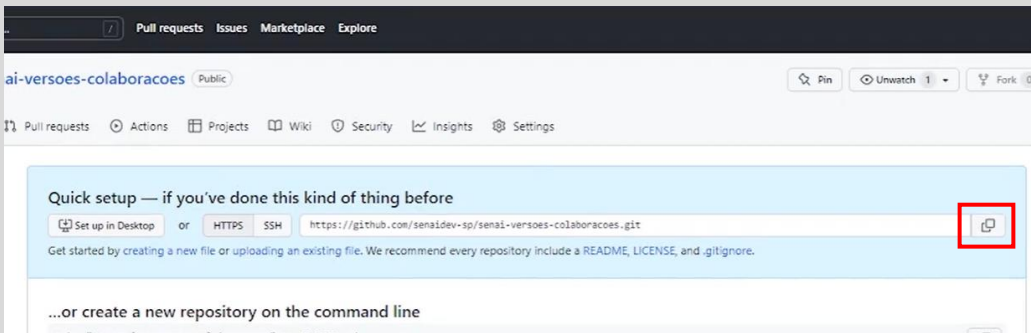 ... / Pull requests Issues Marketplace Explore
ai-versoes-colaboracoes Public Pin Unwatch 1 Fork 0
Pull requests Actions Projects Wiki Security Insights Settings
Quick setup — if you've done this kind of thing before
Set up in Desktop or HTTPS SSH https://github.com/senaidev-sp/senai-versoes-colaboracoes.git
Get started by creating a new file or uploading an existing file. We recommend every repository include a README, LICENSE, and .gitignore.
...or create a new repository on the command line